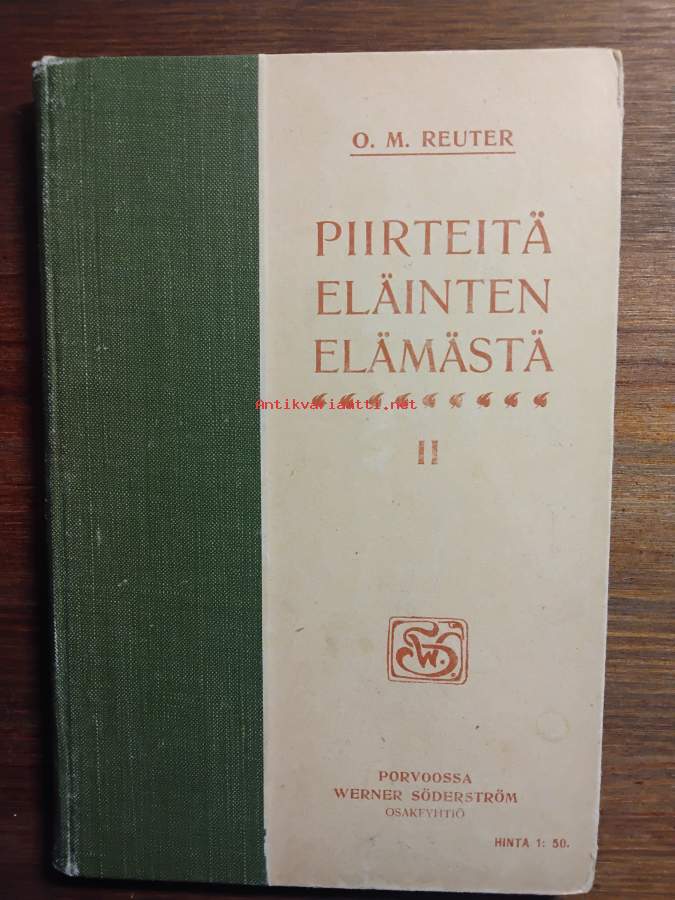 O. M. REUTER
PIIRTEITÄ
ELÄINTEN
ELÄMÄSTÄ
Antikvariaatti.net
II
W.S.
PORVOOSSA
WERNER SÖDERSTRÖM
OSAKEYHTIÖ
HINTA 1: 50.